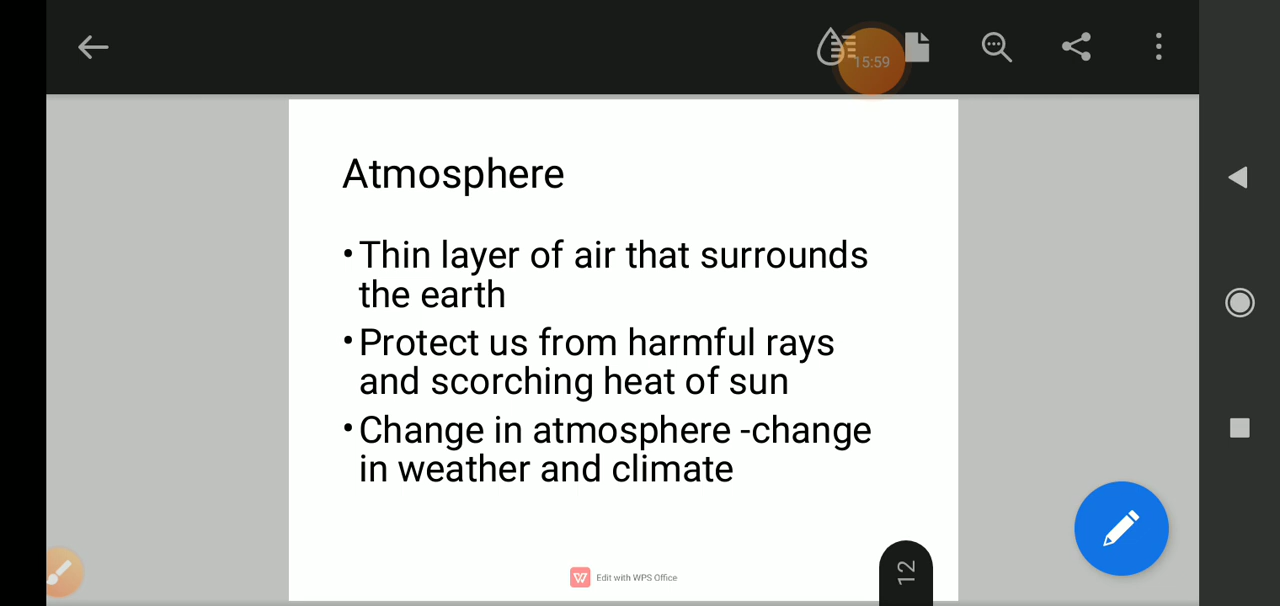 15:59
Atmosphere
•Thin layer of air that surrounds
the earth
•Protect us from harmful rays
and scorching heat of sun
•Change in atmosphere -change
in weather and climate
W Edit with WPS Office
12